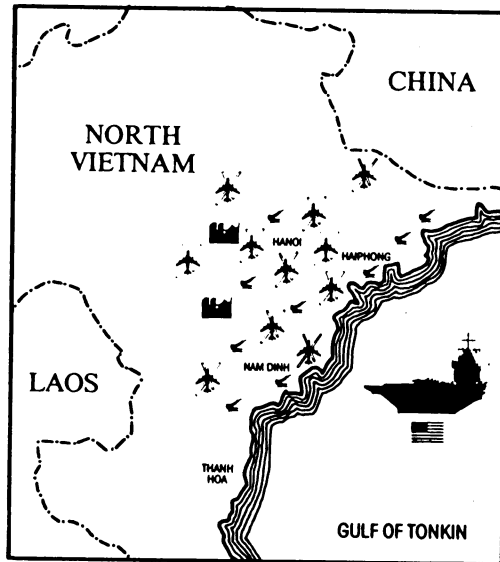 CHINA
NORTH
VIETNAM
HANOI
HAIPHONG
NAM DINH
LAOS
THANH
HOA
GULF OF TONKIN